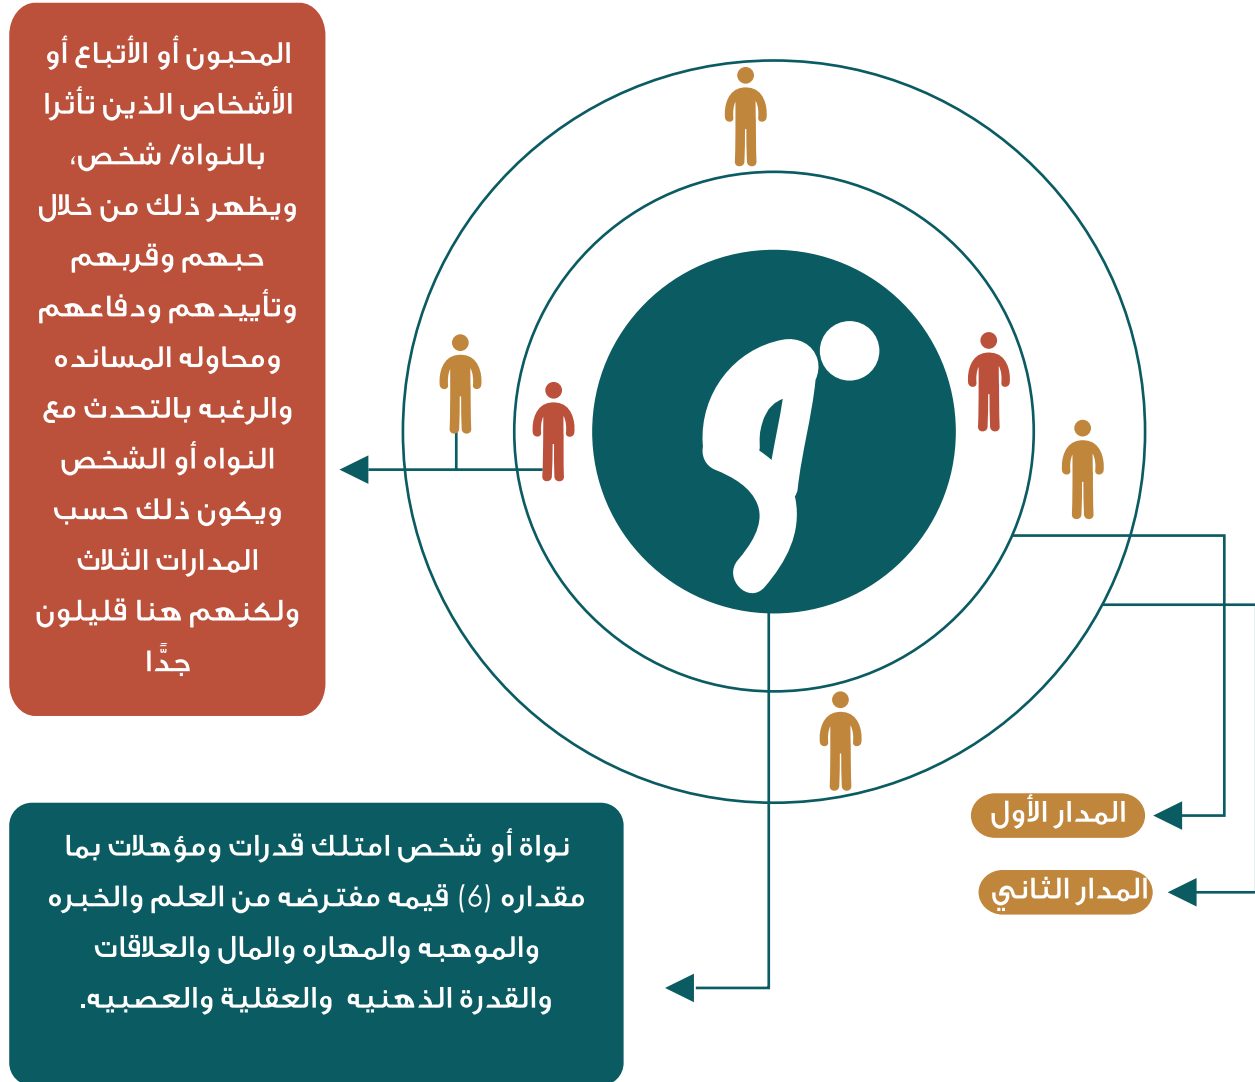 المحبون أو الأتباع أو
الأشخاص الذين تأثرا
بالنواة/ شخص،
ويظهر ذلك من خلال
حبهم وقربهم
وتأييدهم ودفاعهم
ومحاوله المسانده
والرغبه بالتحدث مع
النواه أو الشخص
ويكون ذلك حسب
المدارات الثلاث
ولكنهم هنا قليلون
جدًّا
المدار الأول
المدار الثاني
نواة أو شخص امتلك قدرات ومؤهلات بما
مقداره (6) قيمه مفترضه من العلم والخبره
والموهبه والمهاره والمال والعلاقات
والقدرة الذهنيه والعقلية والعصبيه.